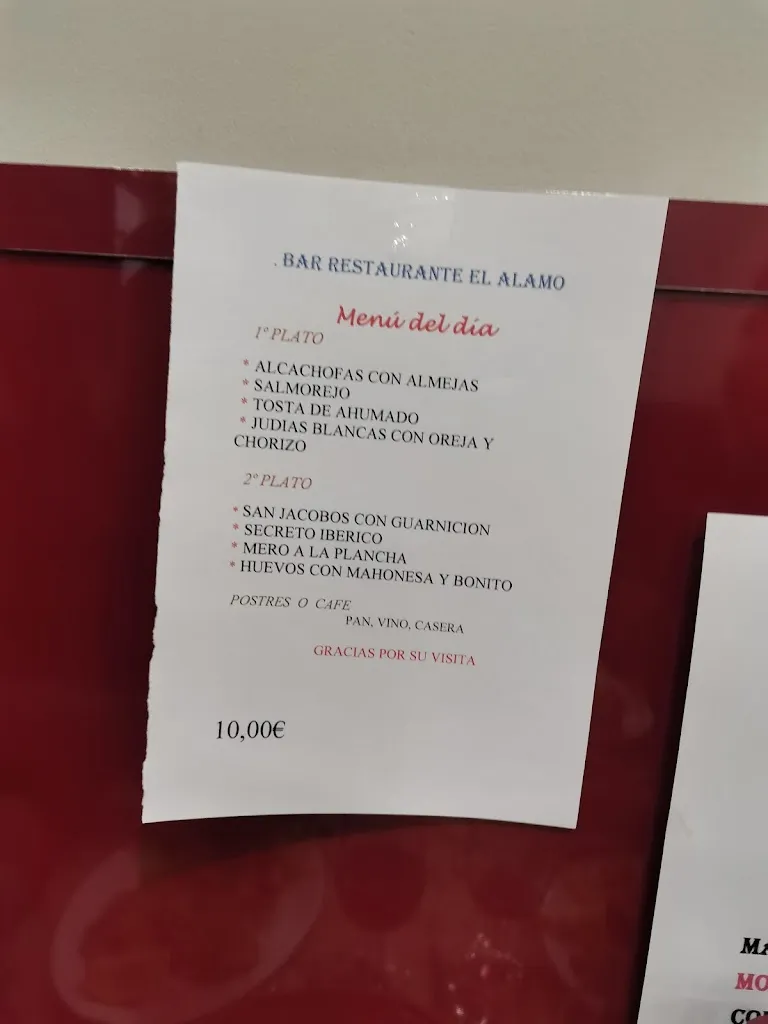 . BAR RESTAURANTE EL ALAMO
Menú del día
1º PLATO
* ALCACHOFAS CON ALMEJAS
* SALMOREJO
* TOSTA DE AHUMADO
* JUDIAS BLANCAS CON OREJA Y
CHORIZO
2º PLATO
* SAN JACOBOS CON GUARNICION
* SECRETO IBERICO
* MERO A LA PLANCHA
* HUEVOS CON MAHONESA Y BONITO
POSTRES O CAFE
PAN, VINO, CASERA
GRACIAS POR SU VISITA
10,00€
MO